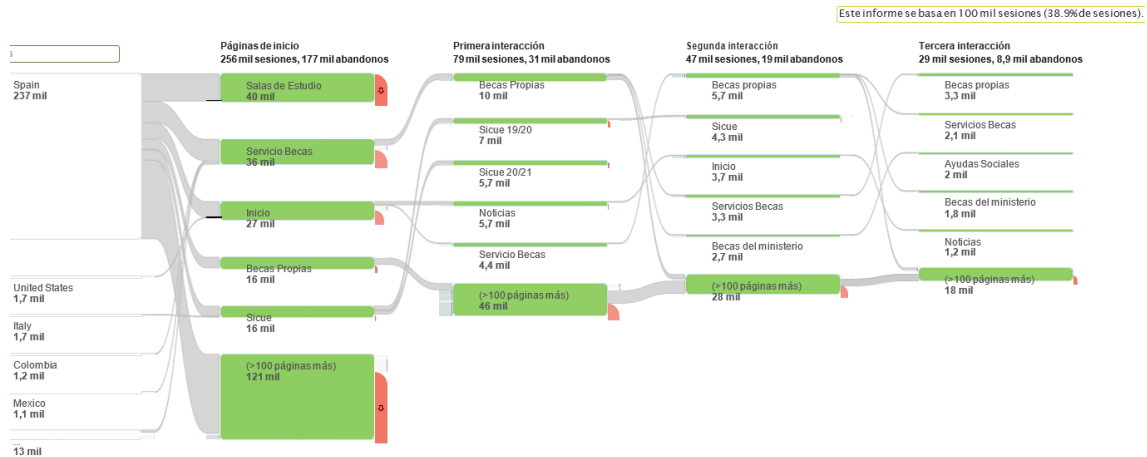 Este informe se basa en 100 mil sesiones (38.9% de sesiones).
s
Spain
237 mil
United States
1,7 mil
Italy
1,7 mil
Colombia
1,2 mil
Mexico
1,1 mil
...
13 mil
Páginas de inicio
256 mil sesiones, 177 mil abandonos
Salas de Estudio
40 mil
Servicio Becas
36 mil
Inicio
27 mil
Becas Propias
16 mil
Sicue
16 mil
(>100 páginas más)
121 mil
Primera interacción
79 mil sesiones, 31 mil abandonos
Becas Propias
10 mil
Sicue 19/20
7 mil
Sicue 20/21
5,7 mil
Noticias
5,7 mil
Servicio Becas
4,4 mil
(>100 páginas más)
46 mil
Segunda interacción
47 mil sesiones, 19 mil abandonos
Becas propias
5,7 mil
Sicue
4,3 mil
Inicio
3,7 mil
Servicios Becas
3,3 mil
Becas del ministerio
2,7 mil
(>100 páginas más)
28 mil
Tercera interacción
29 mil sesiones, 8,9 mil abandonos
Becas propias
3,3 mil
Servicios Becas
2,1 mil
Ayudas Sociales
2 mil
Becas del ministerio
1,8 mil
Noticias
1,2 mil
(>100 páginas más)
18 mil